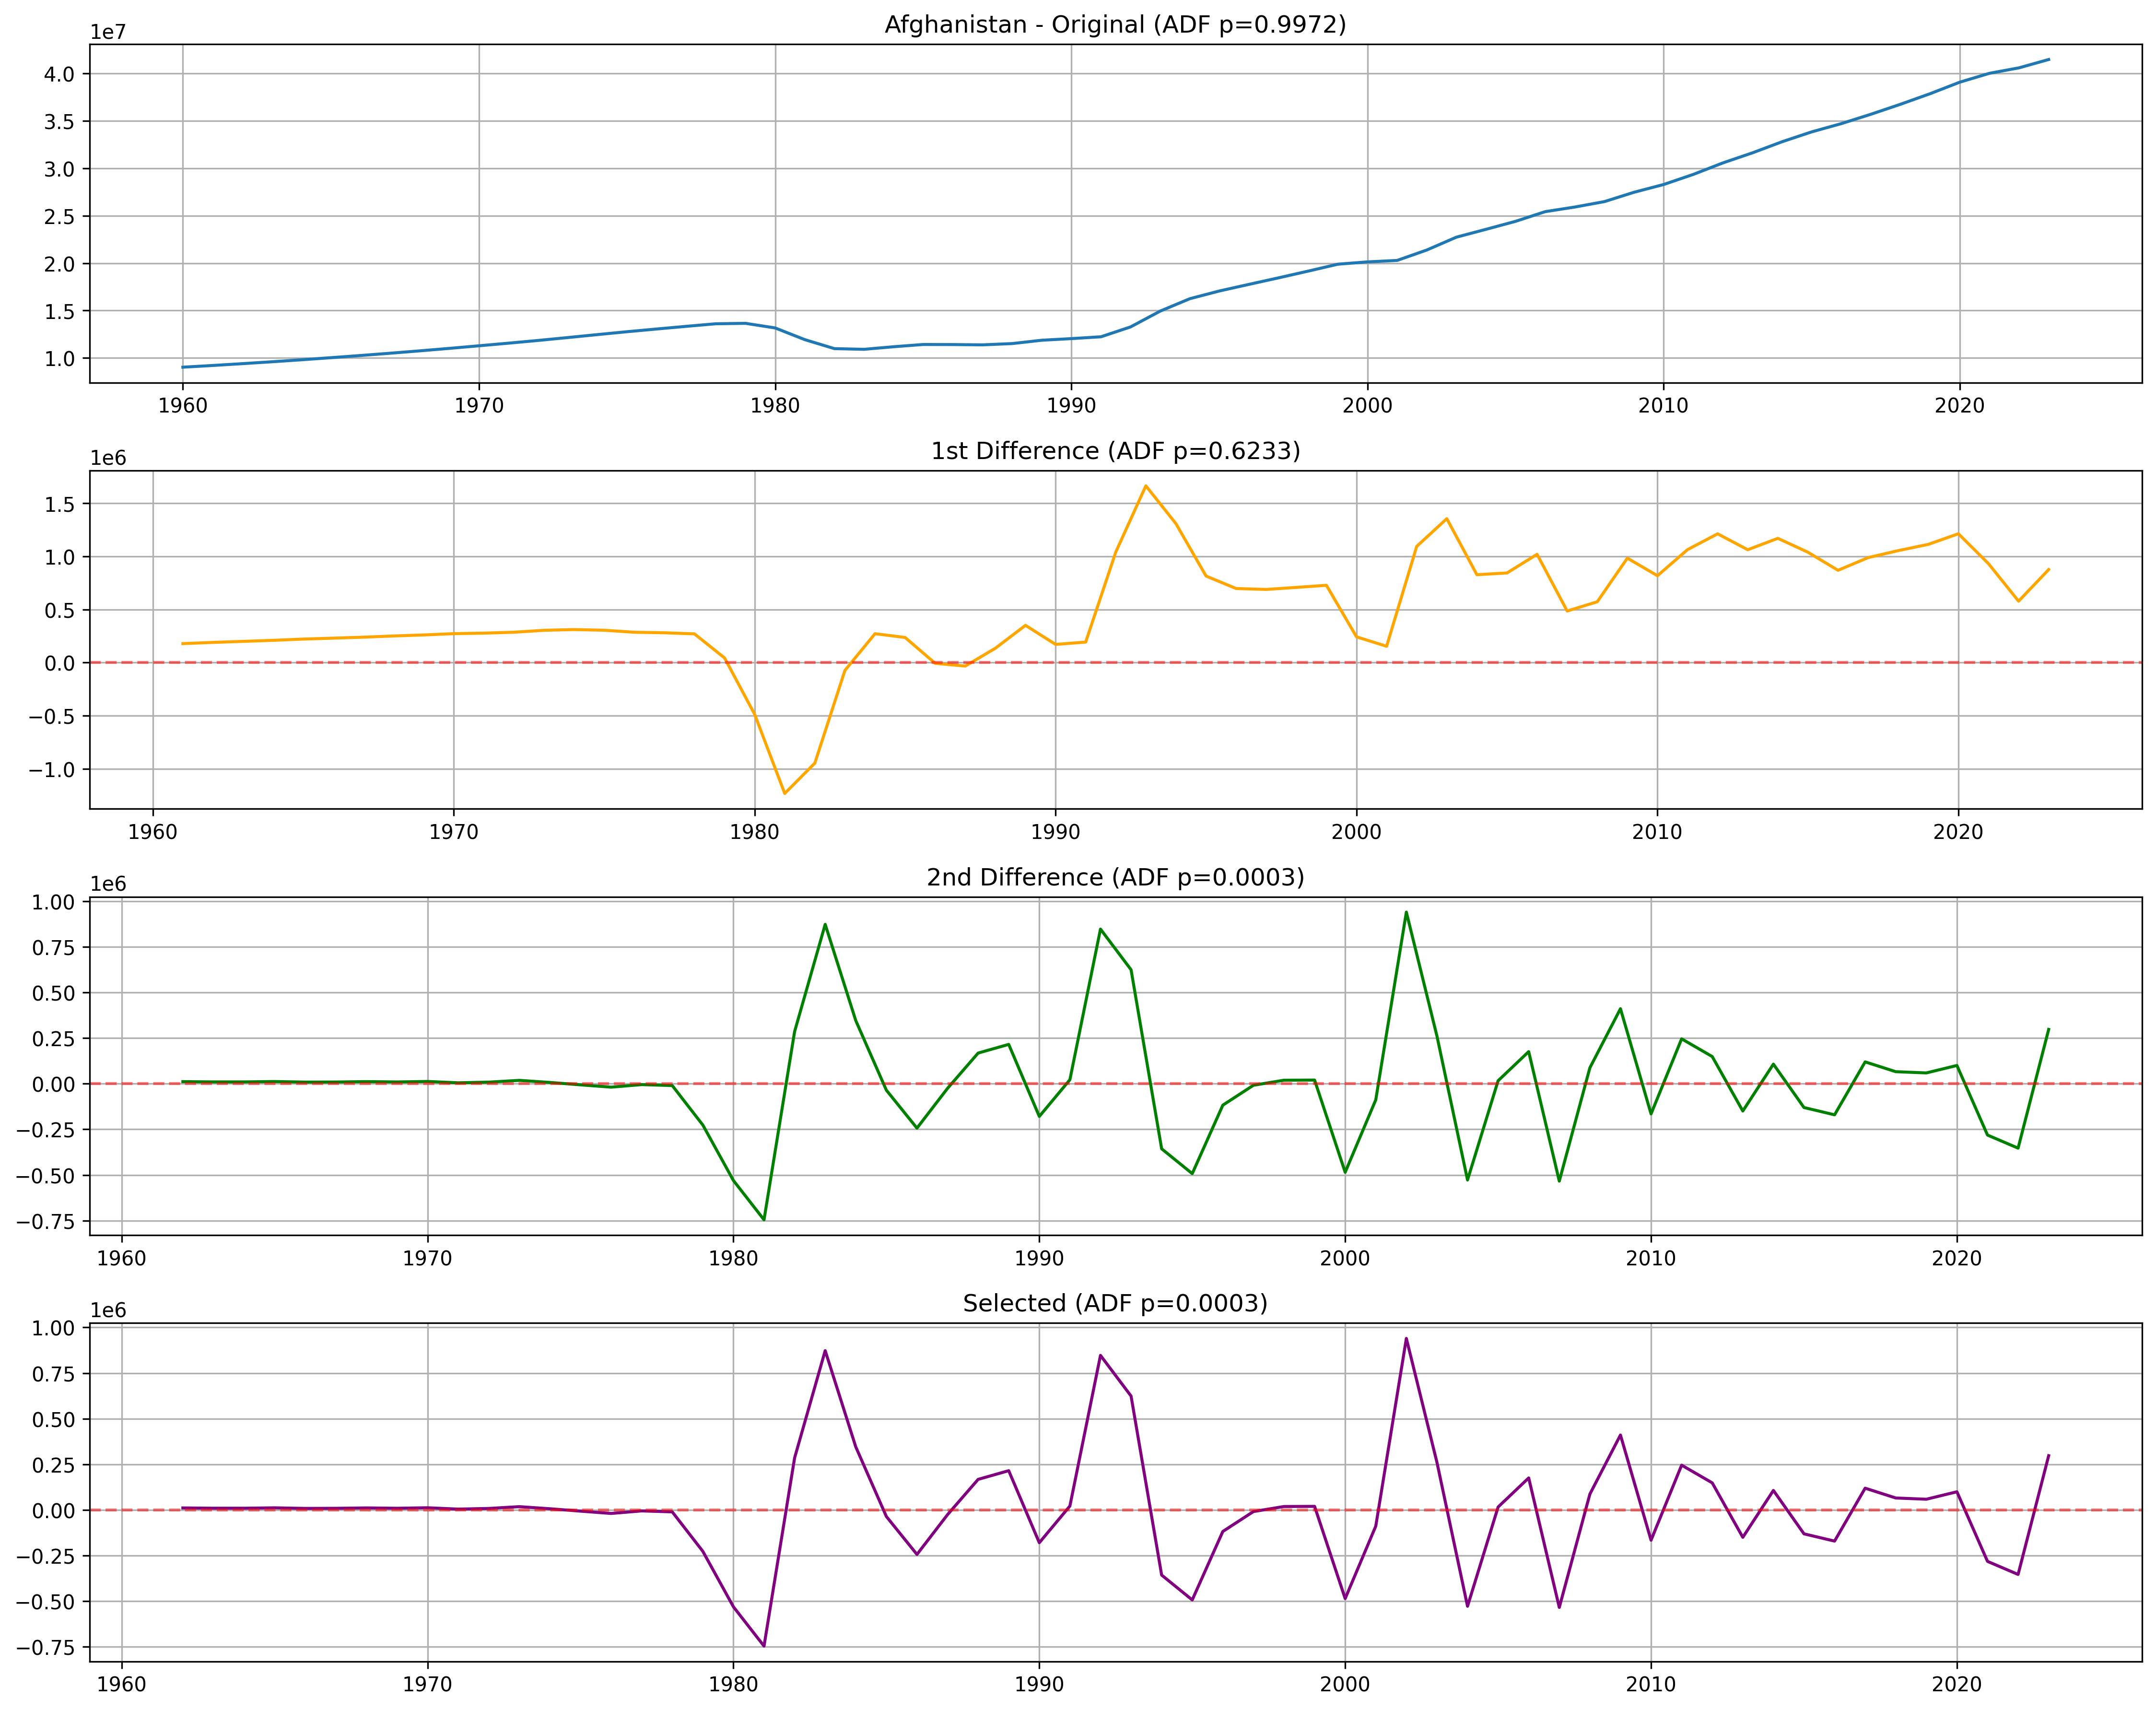 Afghanistan - Original (ADF p=0.9972)
1e7
4.0
3.5
3.0
2.5
2.0
1.5
1.0
1960 1970 1980 1990 2000 2010 2020
1st Difference (ADF p=0.6233)
1e6
1.5
1.0
0.5
0.0
−0.5
−1.0
1960 1970 1980 1990 2000 2010 2020
2nd Difference (ADF p=0.0003)
1e6
1.00
0.75
0.50
0.25
0.00
−0.25
−0.50
−0.75
1960 1970 1980 1990 2000 2010 2020
Selected (ADF p=0.0003)
1e6
1.00
0.75
0.50
0.25
0.00
−0.25
−0.50
−0.75
1960 1970 1980 1990 2000 2010 2020